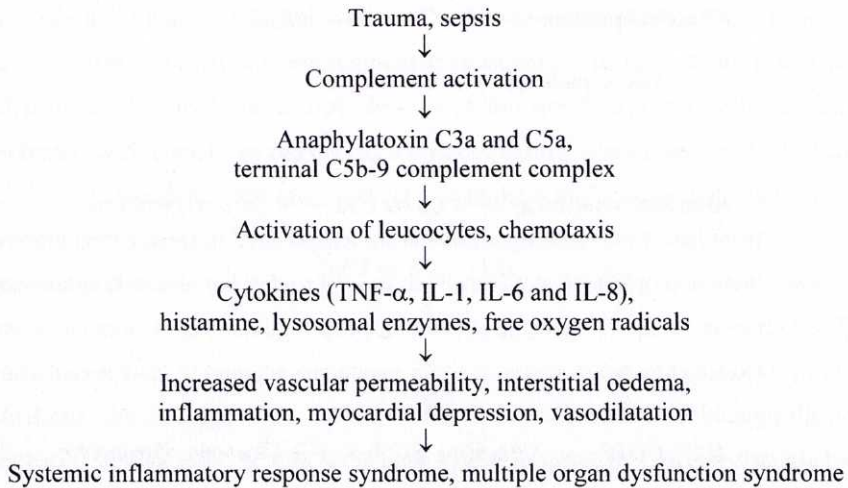 Trauma, sepsis
↓
Complement activation
↓
Anaphylatoxin C3a and C5a,
terminal C5b-9 complement complex
↓
Activation of leucocytes, chemotaxis
↓
Cytokines (TNF-α, IL-1, IL-6 and IL-8),
histamine, lysosomal enzymes, free oxygen radicals
↓
Increased vascular permeability, interstitial oedema,
inflammation, myocardial depression, vasodilatation
↓
Systemic inflammatory response syndrome, multiple organ dysfunction syndrome